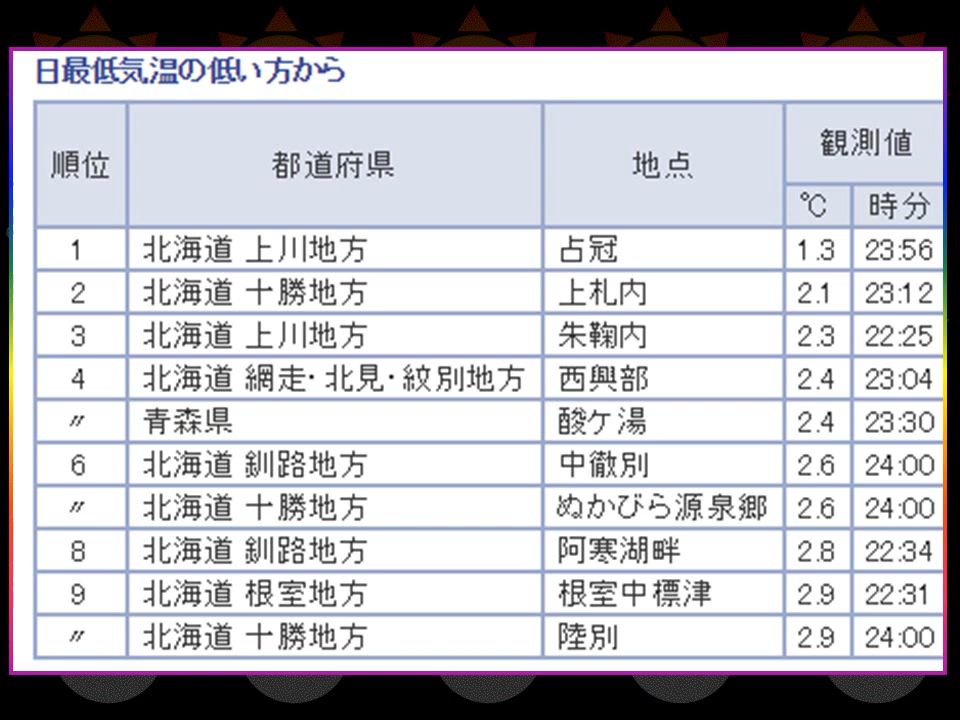 日最低気温の低い方から
順位 都道府県 地点 観測値
℃ 時分
1 北海道 上川地方 占冠 1.3 23:56
2 北海道 十勝地方 上札内 2.1 23:12
3 北海道 上川地方 朱鞠内 2.3 22:25
4 北海道 網走・北見・紋別地方 西興部 2.4 23:04
〃 青森県 酸ケ湯 2.4 23:30
6 北海道 釧路地方 中徹別 2.6 24:00
〃 北海道 十勝地方 ぬかびら源泉郷 2.6 24:00
8 北海道 釧路地方 阿寒湖畔 2.8 22:34
9 北海道 根室地方 根室中標津 2.9 22:31
〃 北海道 十勝地方 陸別 2.9 24:00